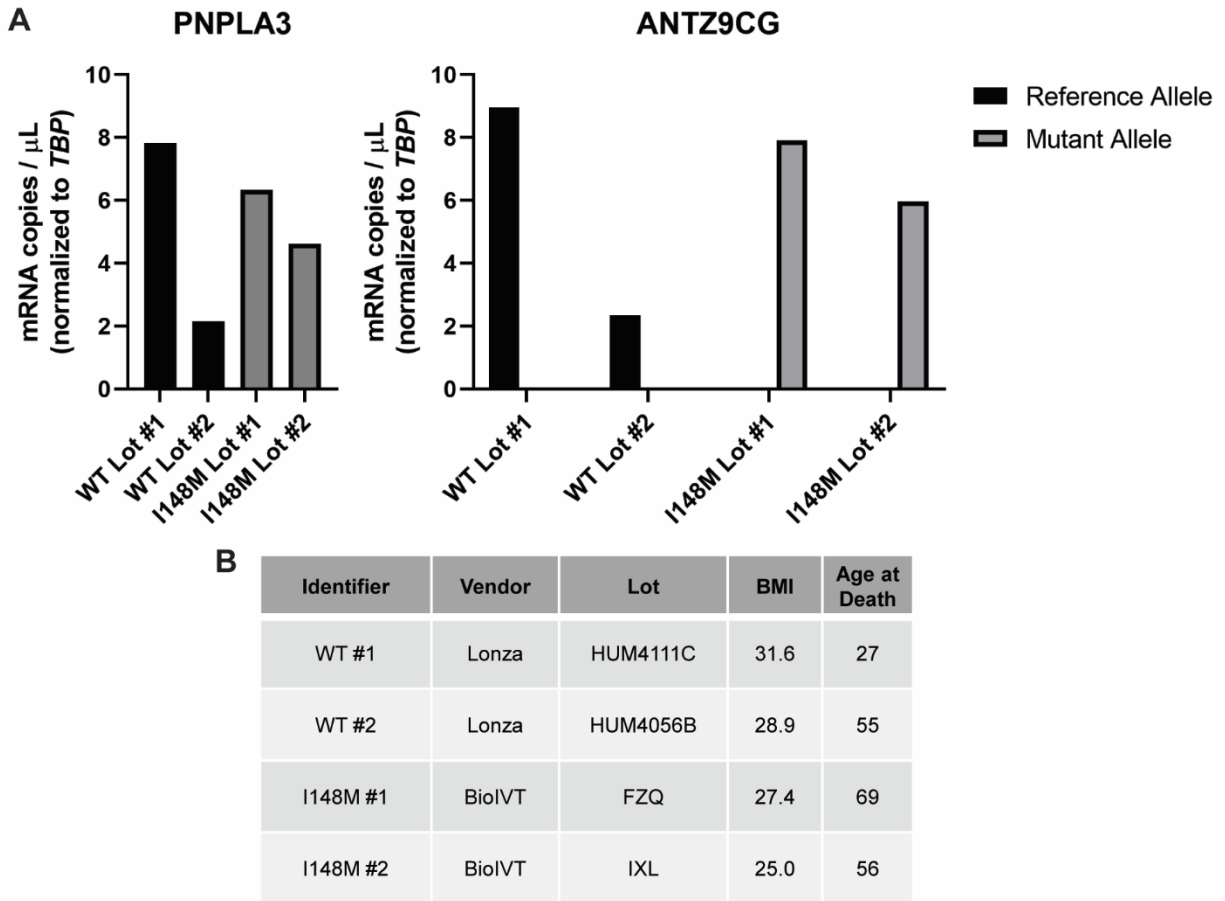 A
PNPLA3
ANTZ9CG
mRNA copies / μL
(normalized to TBP)
10
8
6
4
2
0
WT Lot #1
WT Lot #2
I148M Lot #1
I148M Lot #2
mRNA copies / μL
(normalized to TBP)
10
8
6
4
2
0
WT Lot #1
WT Lot #2
I148M Lot #1
I148M Lot #2
Reference Allele
Mutant Allele
B
Identifier Vendor Lot BMI Age at
Death
WT #1 Lonza HUM4111C 31.6 27
WT #2 Lonza HUM4056B 28.9 55
I148M #1 BioIVT FZQ 27.4 69
I148M #2 BioIVT IXL 25.0 56